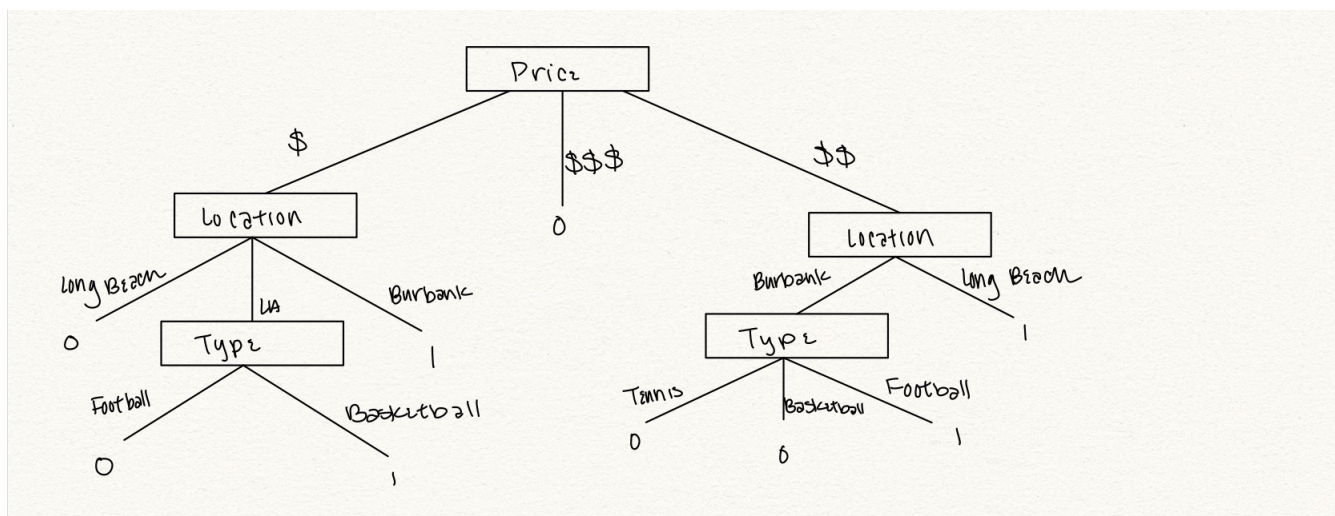 Price
$
$$$
$$
Location
0
Location
Long Beach
LA
Burbank
Burbank
Long Beach
0
Type
1
Type
1
Football
Basketball
Tennis
Basketball
Football
0
1
0
0
1